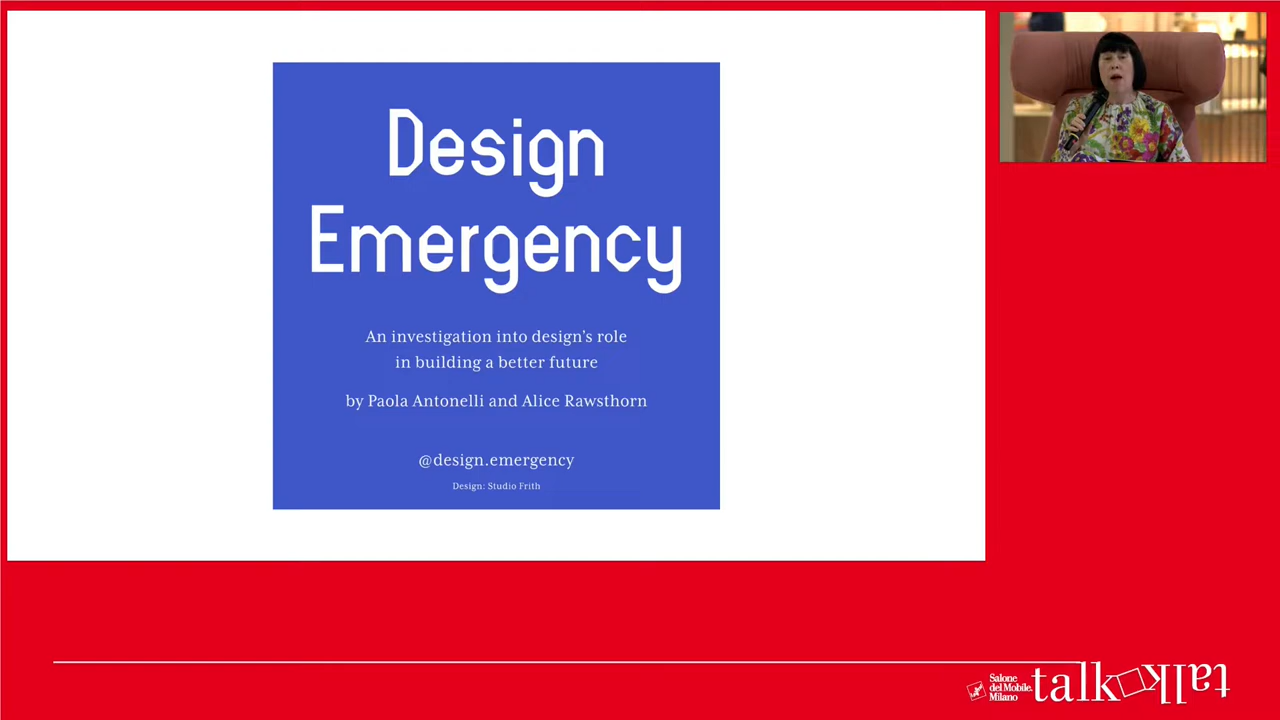 Design
Emergency
An investigation into design's role
in building a better future
by Paola Antonelli and Alice Rawsthorn
@design.emergency
Design: Studio Frith
Salone
del Mobile.
Milano
talk talk